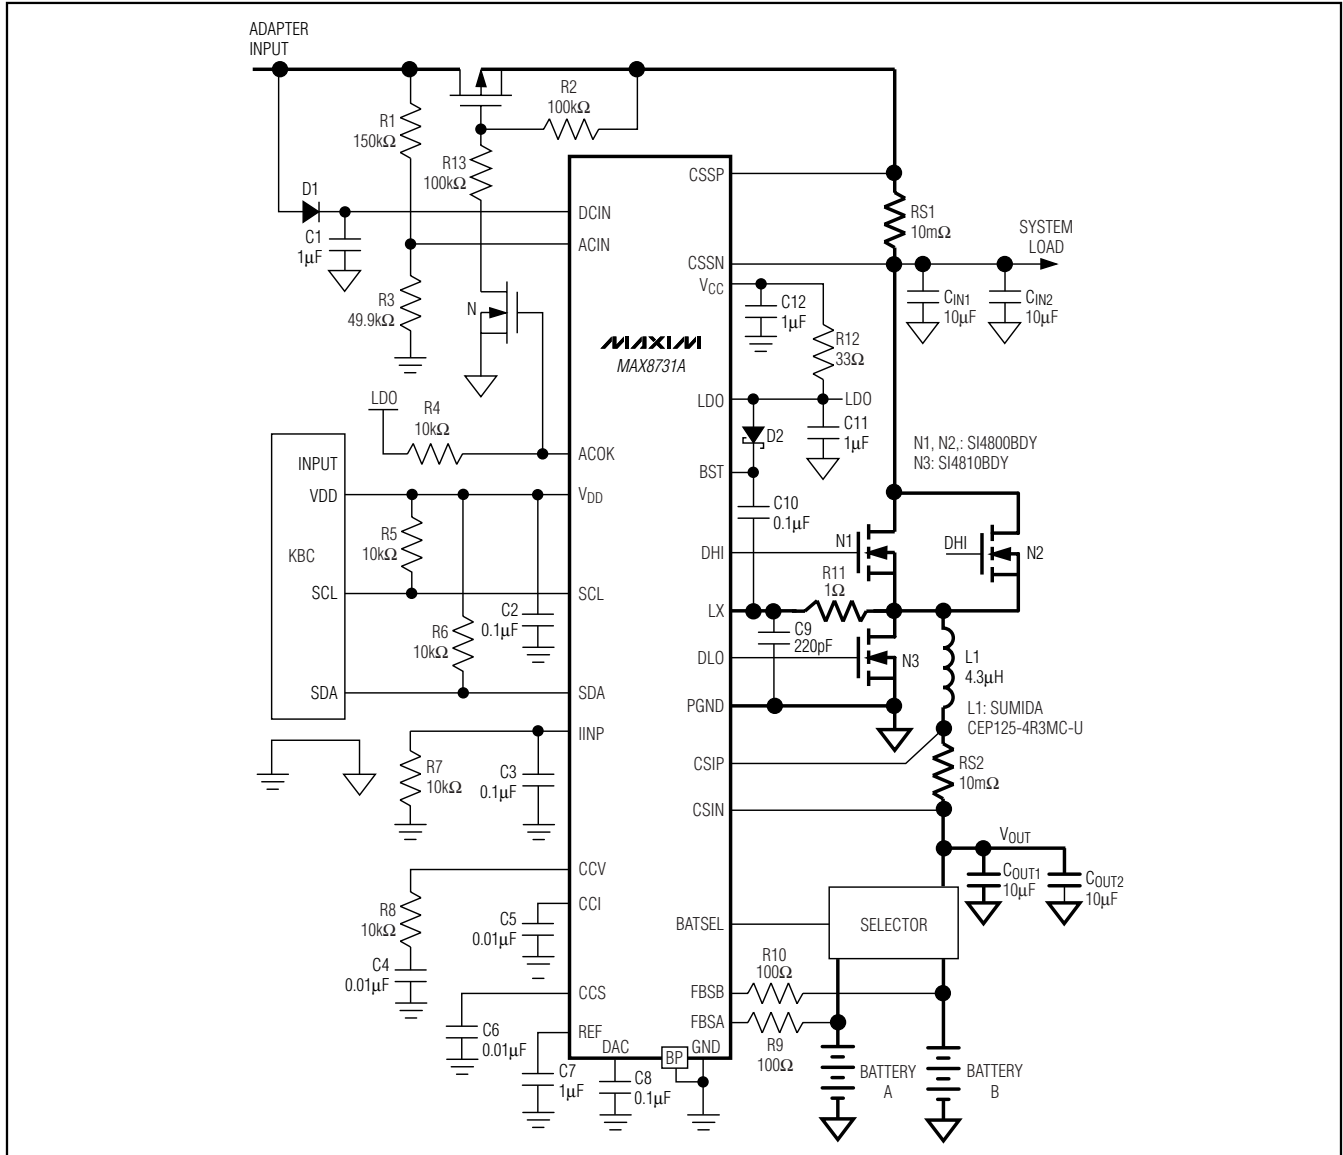 ADAPTER
INPUT
R1
150kΩ
R2
100kΩ
R13
100kΩ
D1
C1
1μF
DCIN
ACIN
CSSP
RS1
10mΩ
SYSTEM
LOAD
CSSN
VCC
R3
49.9kΩ
N
C12
1μF
CIN1
10μF
CIN2
10μF
R12
33Ω
MAXIM
MAX8731A
LDO
LDO
LDO
R4
10kΩ
D2
C11
1μF
N1, N2,: SI4800BDY
N3: SI4810BDY
INPUT
VDD
KBC
SCL
SDA
ACOK
VDD
BST
C10
0.1μF
R5
10kΩ
DHI
N1
DHI
N2
R11
1Ω
SCL
LX
C2
0.1μF
R6
10kΩ
C9
220pF
DLO
N3
L1
4.3μH
SDA
PGND
L1: SUMIDA
CEP125-4R3MC-U
IINP
R7
10kΩ
C3
0.1μF
CSIP
RS2
10mΩ
CSIN
VOUT
CCV
R8
10kΩ
CCI
C5
0.01μF
COUT1
10μF
COUT2
10μF
BATSEL
SELECTOR
C4
0.01μF
R10
100Ω
CCS
FBSB
C6
0.01μF
REF
FBSA
R9
100Ω
DAC
BP
GND
C7
1μF
C8
0.1μF
BATTERY
A
BATTERY
B